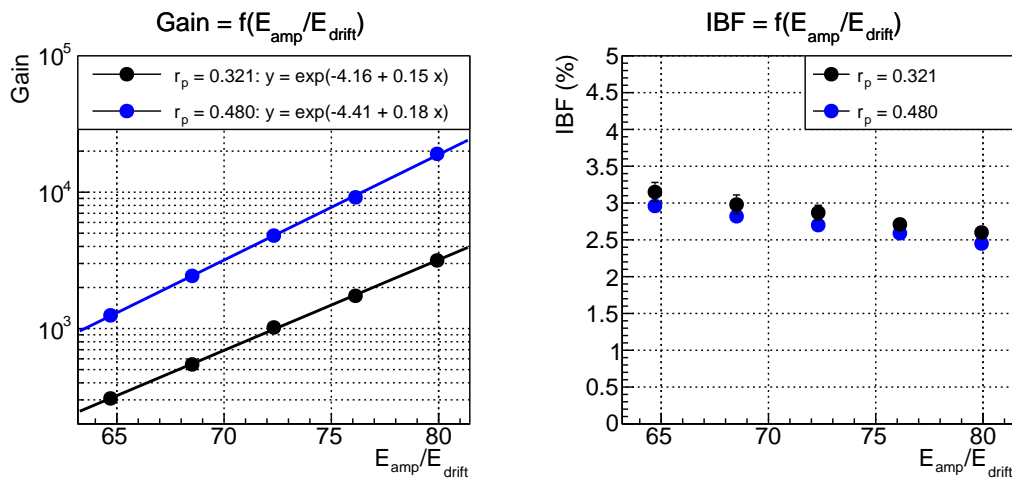 Gain = f(E_amp/E_drift)
Gain
10^5
10^4
10^3
r_p = 0.321: y = exp(-4.16 + 0.15 x)
r_p = 0.480: y = exp(-4.41 + 0.18 x)
65 70 75 80
E_amp/E_drift
IBF = f(E_amp/E_drift)
IBF (%)
5
4.5
4
3.5
3
2.5
2
1.5
1
0.5
0
r_p = 0.321
r_p = 0.480
65 70 75 80
E_amp/E_drift